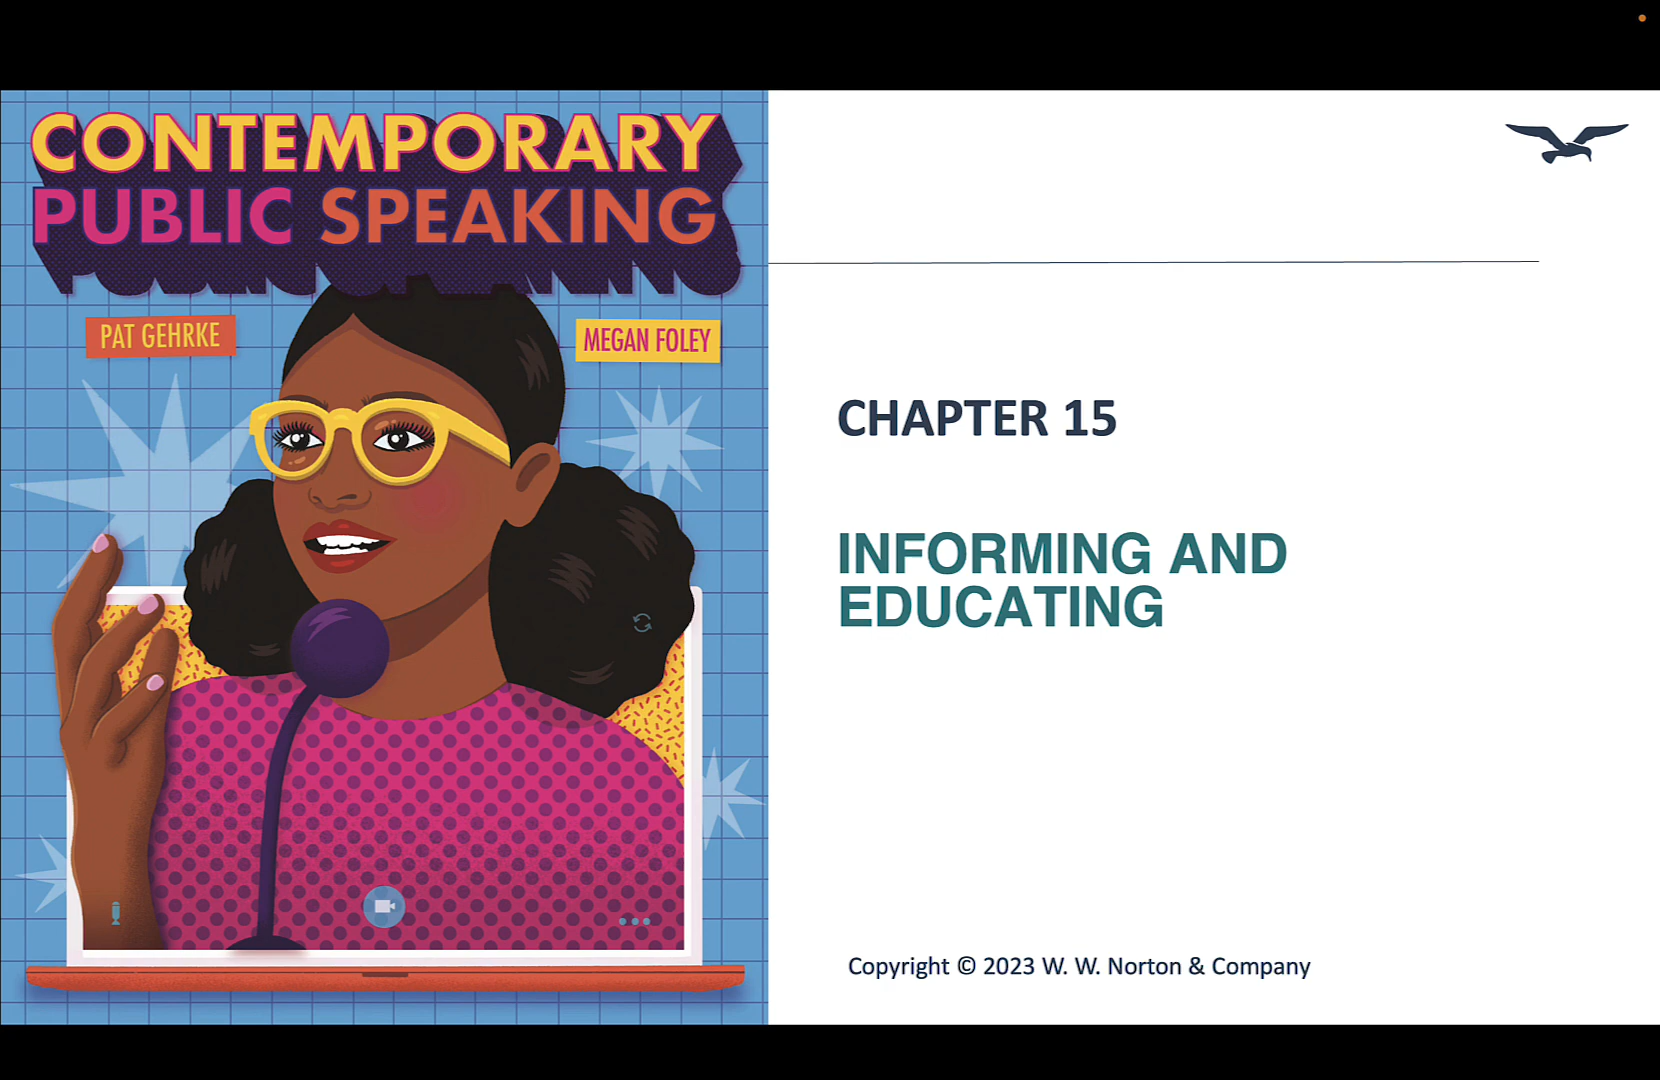 CONTEMPORARY
PUBLIC SPEAKING
PAT GEHRKE
MEGAN FOLEY
CHAPTER 15
INFORMING AND
EDUCATING
Copyright © 2023 W. W. Norton & Company